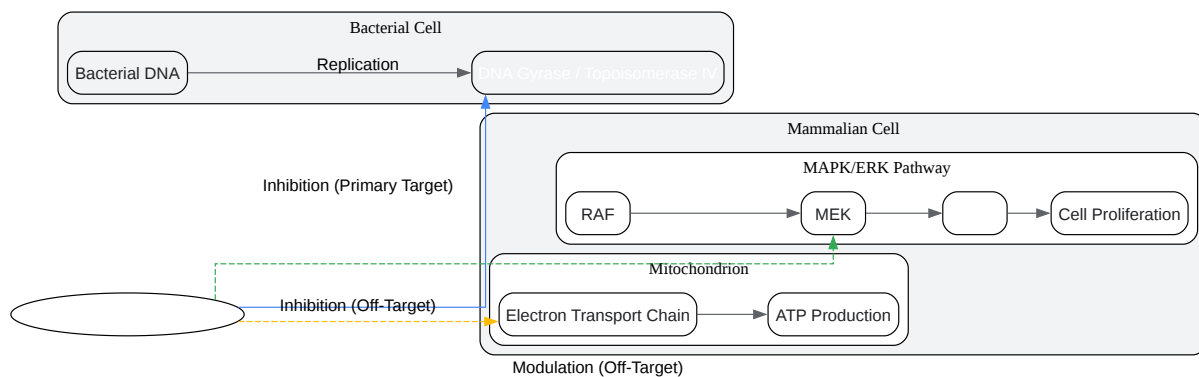 Bacterial Cell
Bacterial DNA
Replication
DNA Gyrase / Topoisomerase IV
Mammalian Cell
MAPK/ERK Pathway
Inhibition (Primary Target)
RAF
MEK
Cell Proliferation
Mitochondrion
Inhibition (Off-Target)
Electron Transport Chain
ATP Production
Modulation (Off-Target)